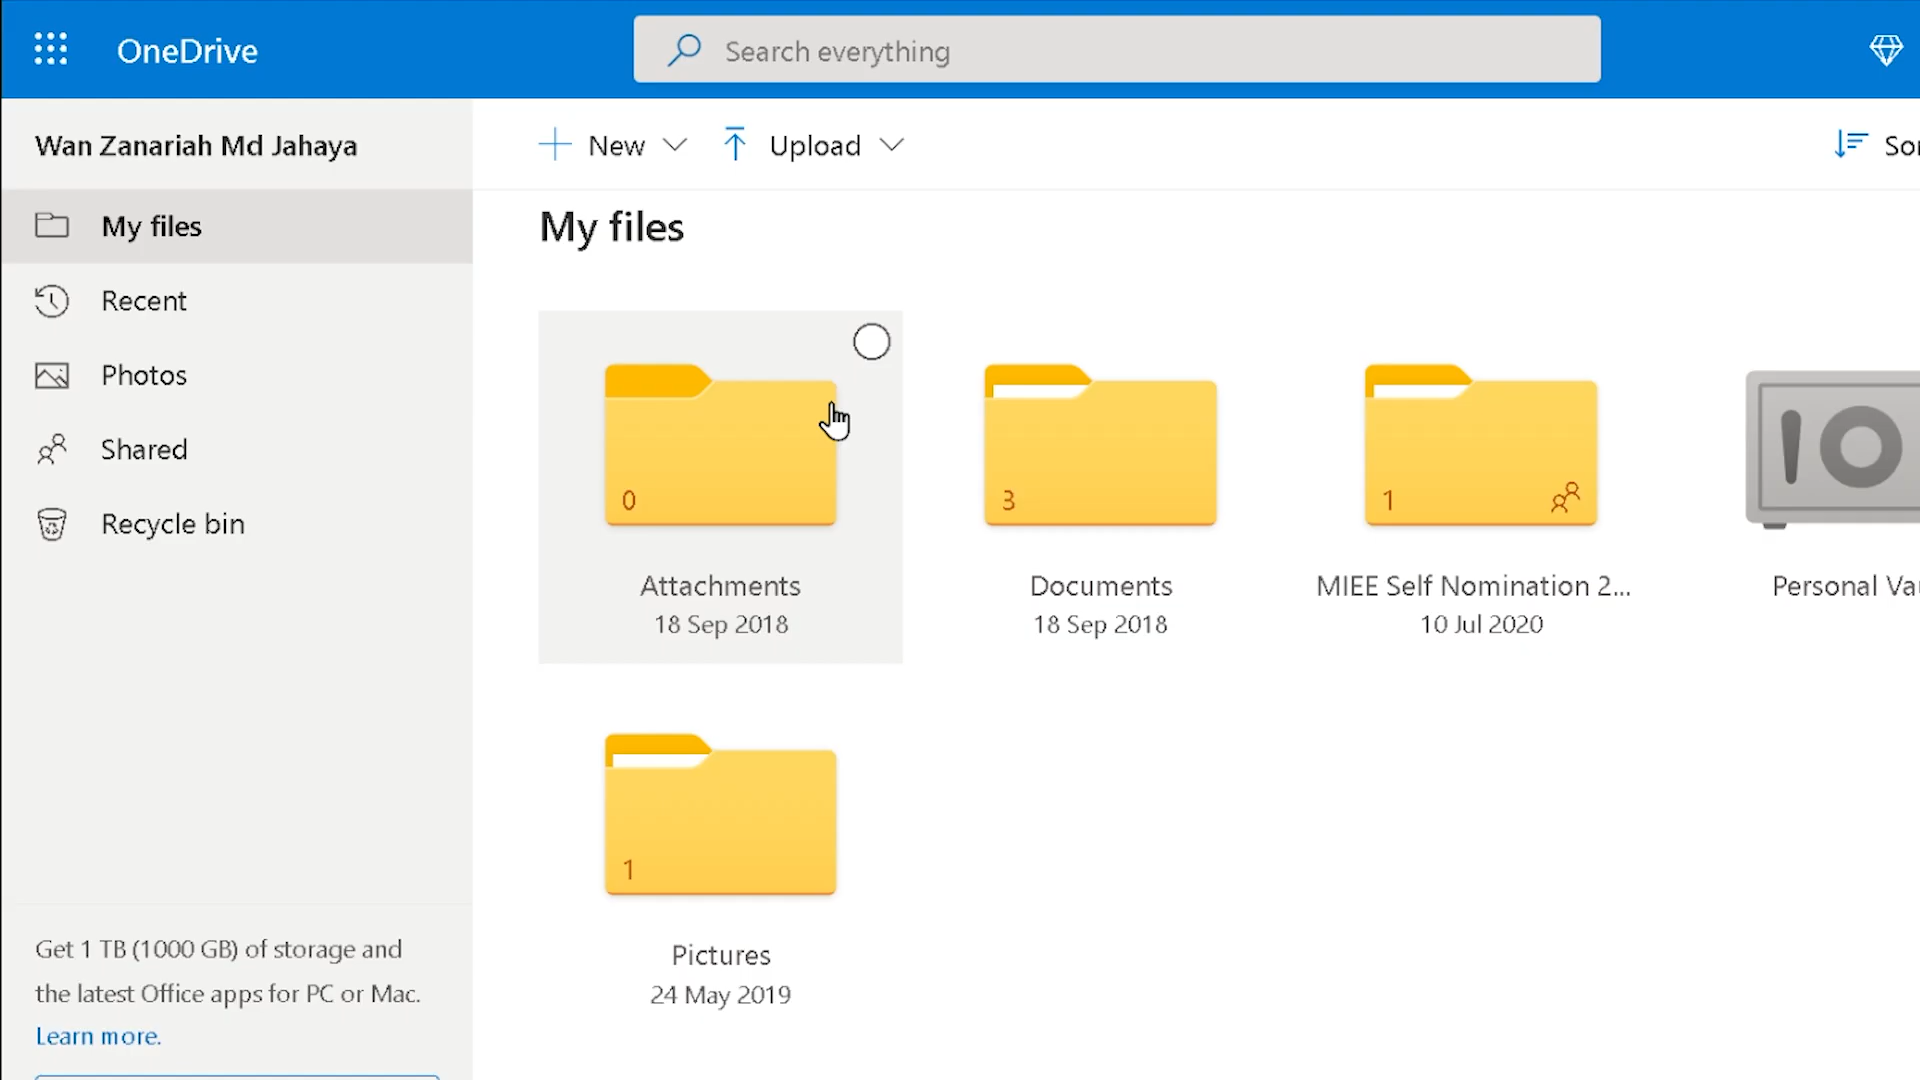 OneDrive
Search everything
Wan Zanariah Md Jahaya
New
Upload
My files
Recent
Photos
Shared
Recycle bin
My files
0
Attachments
18 Sep 2018
3
Documents
18 Sep 2018
1
MIEE Self Nomination 2...
10 Jul 2020
Personal
1
Pictures
24 May 2019
Get 1 TB (1000 GB) of storage and
the latest Office apps for PC or Mac.
Learn more.